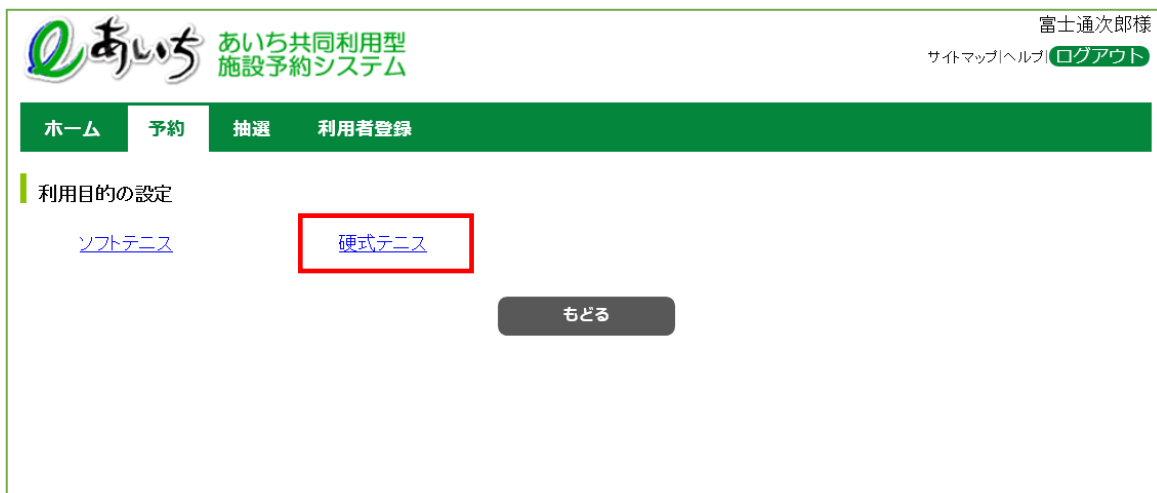 富士通次郎様
あいち あいち共同利用型
施設予約システム
サイトマップ|ヘルプ|ログアウト
ホーム 予約 抽選 利用者登録
利用目的の設定
ソフトテニス 硬式テニス
もどる